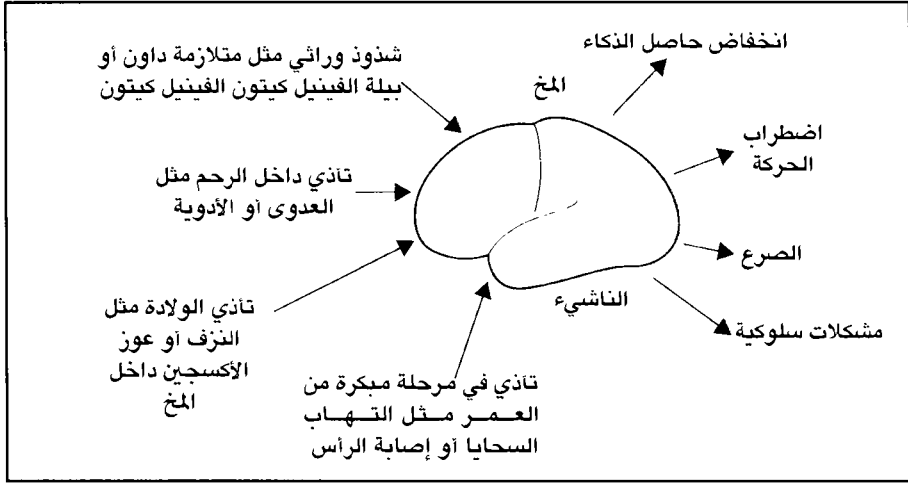 انخفاض حاصل الذكاء
شذوذ وراثي مثل متلازمة داون أو
بيلة الفينيل كيتون الفينيل كيتون
المخ
اضطراب
الحركة
تأذي داخل الرحم مثل
العدوى أو الأدوية
الصرع
تأذي الولادة مثل
النزف أو عوز
الأكسجين داخل
المخ
الناشيء
مشكلات سلوكية
تأذي في مرحلة مبكرة من
العمر مثل التهاب
السحايا أو إصابة الرأس